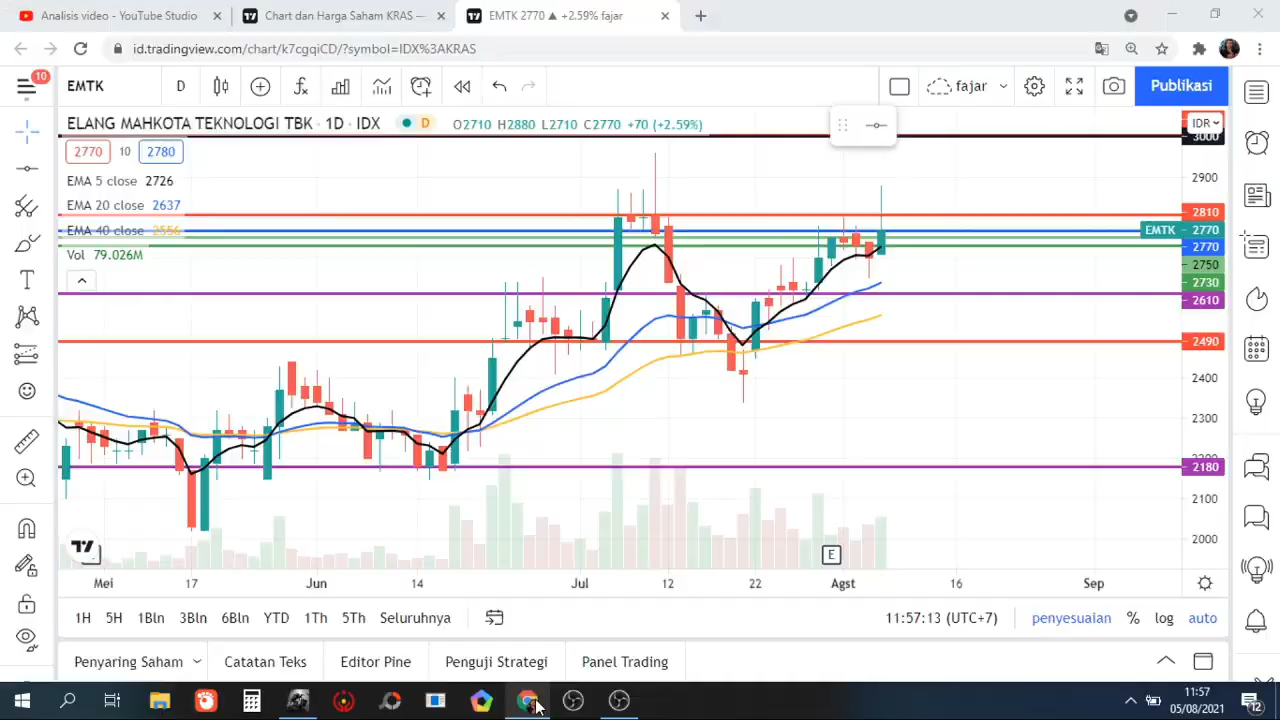 Analisis video - YouTube Studio
Chart dan Harga Saham KRAS —
EMTK 2770 ▲ +2.59% fajar
id.tradingview.com/chart/k7cgqiCD/?symbol=IDX%3AKRAS
10
EMTK
D
fajar
Publikasi
ELANG MAHKOTA TEKNOLOGI TBK · 1D · IDX
D
O2710 H2880 L2710 C2770 +70 (+2.59%)
IDR
3000
2770 10 2780
EMA 5 close 2726
EMA 20 close 2637
EMA 40 close 2556
Vol 79.026M
2900
2810
EMTK 2770
2770
2750
2730
2610
2490
2400
2300
2200
2180
2100
2000
E
Mei 17 Jun 14 Jul 12 22 Agst 16 Sep
1H 5H 1Bln 3Bln 6Bln YTD 1Th 5Th Seluruhnya
11:57:13 (UTC+7) penyesuaian % log auto
Penyaring Saham Catatan Teks Editor Pine Penguji Strategi Panel Trading
11:57
05/08/2021
12